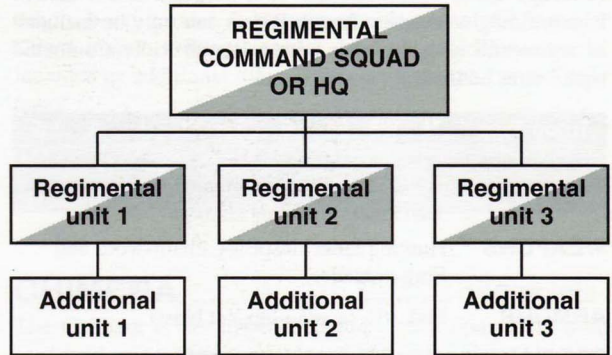 REGIMENTAL
COMMAND SQUAD
OR HQ
Regimental
unit 1
Regimental
unit 2
Regimental
unit 3
Additional
unit 1
Additional
unit 2
Additional
unit 3